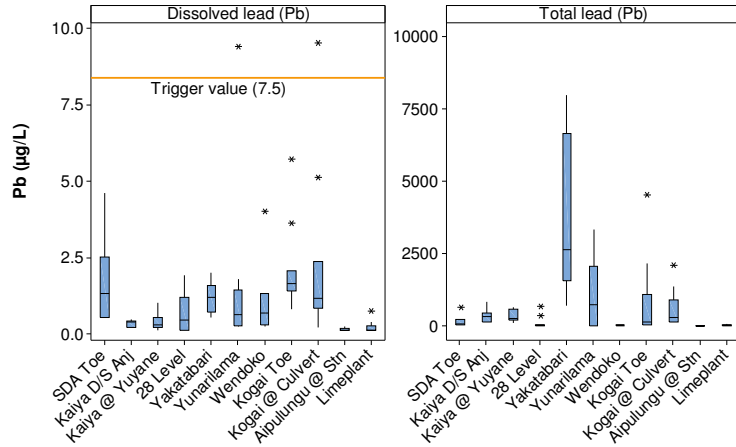 Dissolved lead (Pb)
Total lead (Pb)
Pb (µg/L)
10.0
7.5
5.0
2.5
0.0
Trigger value (7.5)
SDA Toe
Kaiya D/S Anj
Kaiya @ Yuyane
28 Level
Yakatabari
Yunarilama
Wendoko
Kogai Toe
Kogai @ Culvert
Aipulungu @ Stn
Limeplant
10000
7500
5000
2500
0
SDA Toe
Kaiya D/S Anj
Kaiya @ Yuyane
28 Level
Yakatabari
Yunarilama
Wendoko
Kogai Toe
Kogai @ Culvert
Aipulungu @ Stn
Limeplant